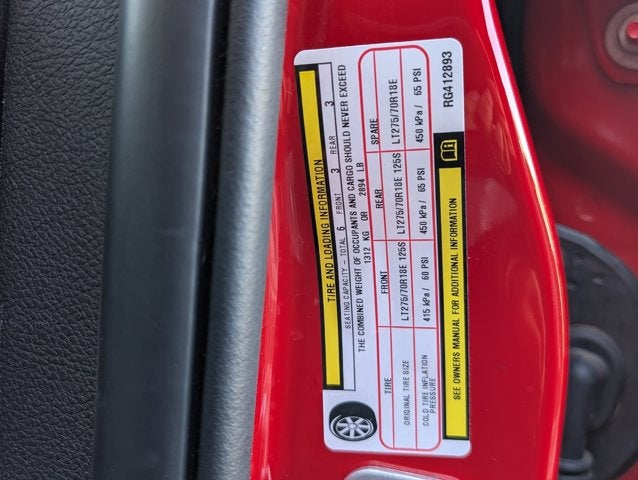 TIRE AND LOADING INFORMATION
SEATING CAPACITY - TOTAL 6 FRONT 3 REAR 3
THE COMBINED WEIGHT OF OCCUPANTS AND CARGO SHOULD NEVER EXCEED
1312 KG OR 2894 LB
TIRE FRONT REAR SPARE
ORIGINAL TIRE SIZE LT275/70R18E 125S LT275/70R18E 125S LT275/70R18E
COLD TIRE INFLATION PRESSURE 415 kPa / 60 PSI 450 kPa / 65 PSI 450 kPa / 65 PSI
SEE OWNERS MANUAL FOR ADDITIONAL INFORMATION
RG412893